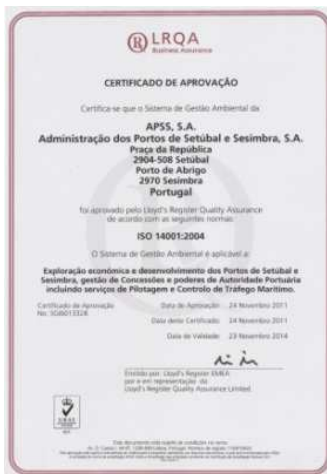 LRQA
Business Assurance
CERTIFICADO DE APROVAÇÃO
Certifica-se que o Sistema de Gestão Ambiental da
APSS, S.A.
Administração dos Portos de Setúbal e Sesimbra, S.A.
Praça da República
2904-508 Setúbal
Porto de Abrigo
2970 Sesimbra
Portugal
foi aprovado pelo Lloyd's Register Quality Assurance
de acordo com as seguintes normas:
ISO 14001:2004
O Sistema de Gestão Ambiental é aplicável a:
Exploração económica e desenvolvimento dos Portos de Setúbal e
Sesimbra, gestão de Concessões e poderes de Autoridade Portuária
incluindo serviços de Pilotagem e Controlo de Tráfego Marítimo.
Certificado de Aprovação
No: SGI6013328
Data de Aprovação: 24 Novembro 2011
Data deste Certificado: 24 Novembro 2011
Data de Validade: 23 Novembro 2014
Emitido por: Lloyd's Register EMEA
por e em representação da
Lloyd's Register Quality Assurance Limited
UKAS